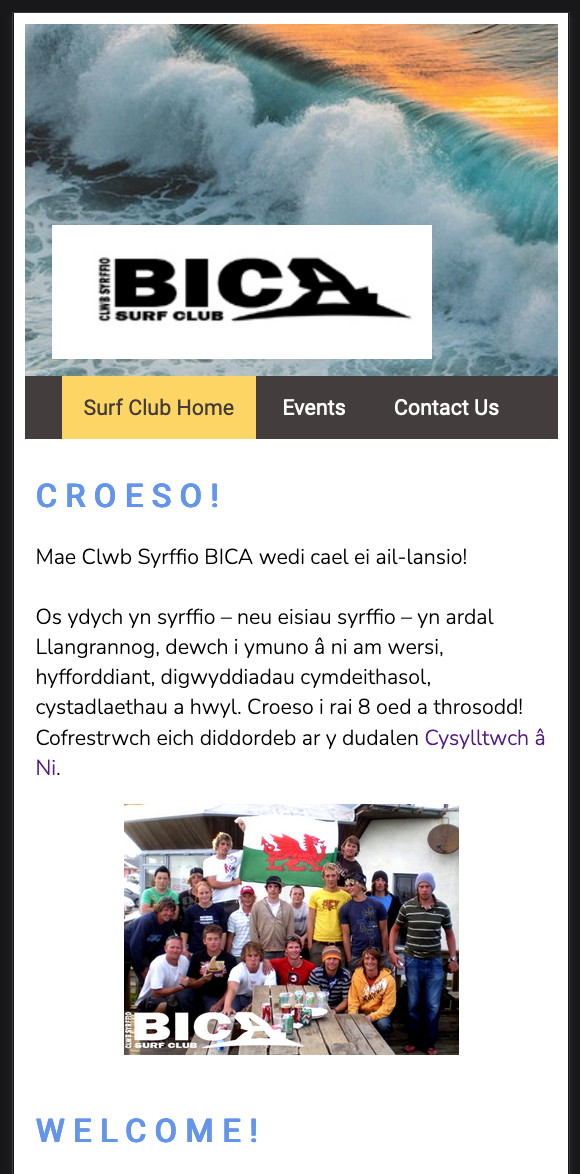 CLWB SYRFFIO
BICA
SURF CLUB
Surf Club Home Events Contact Us
CROESO!
Mae Clwb Syrffio BICA wedi cael ei ail-lansio!
Os ydych yn syrffio – neu eisiau syrffio – yn ardal
Llangrannog, dewch i ymuno â ni am wersi,
hyfforddiant, digwyddiadau cymdeithasol,
cystadlaethau a hwyl. Croeso i rai 8 oed a throsodd!
Cofrestrwch eich diddordeb ar y dudalen Cysylltwch â
Ni.
CLWB SYRFFIO
BICA
SURF CLUB
WELCOME!